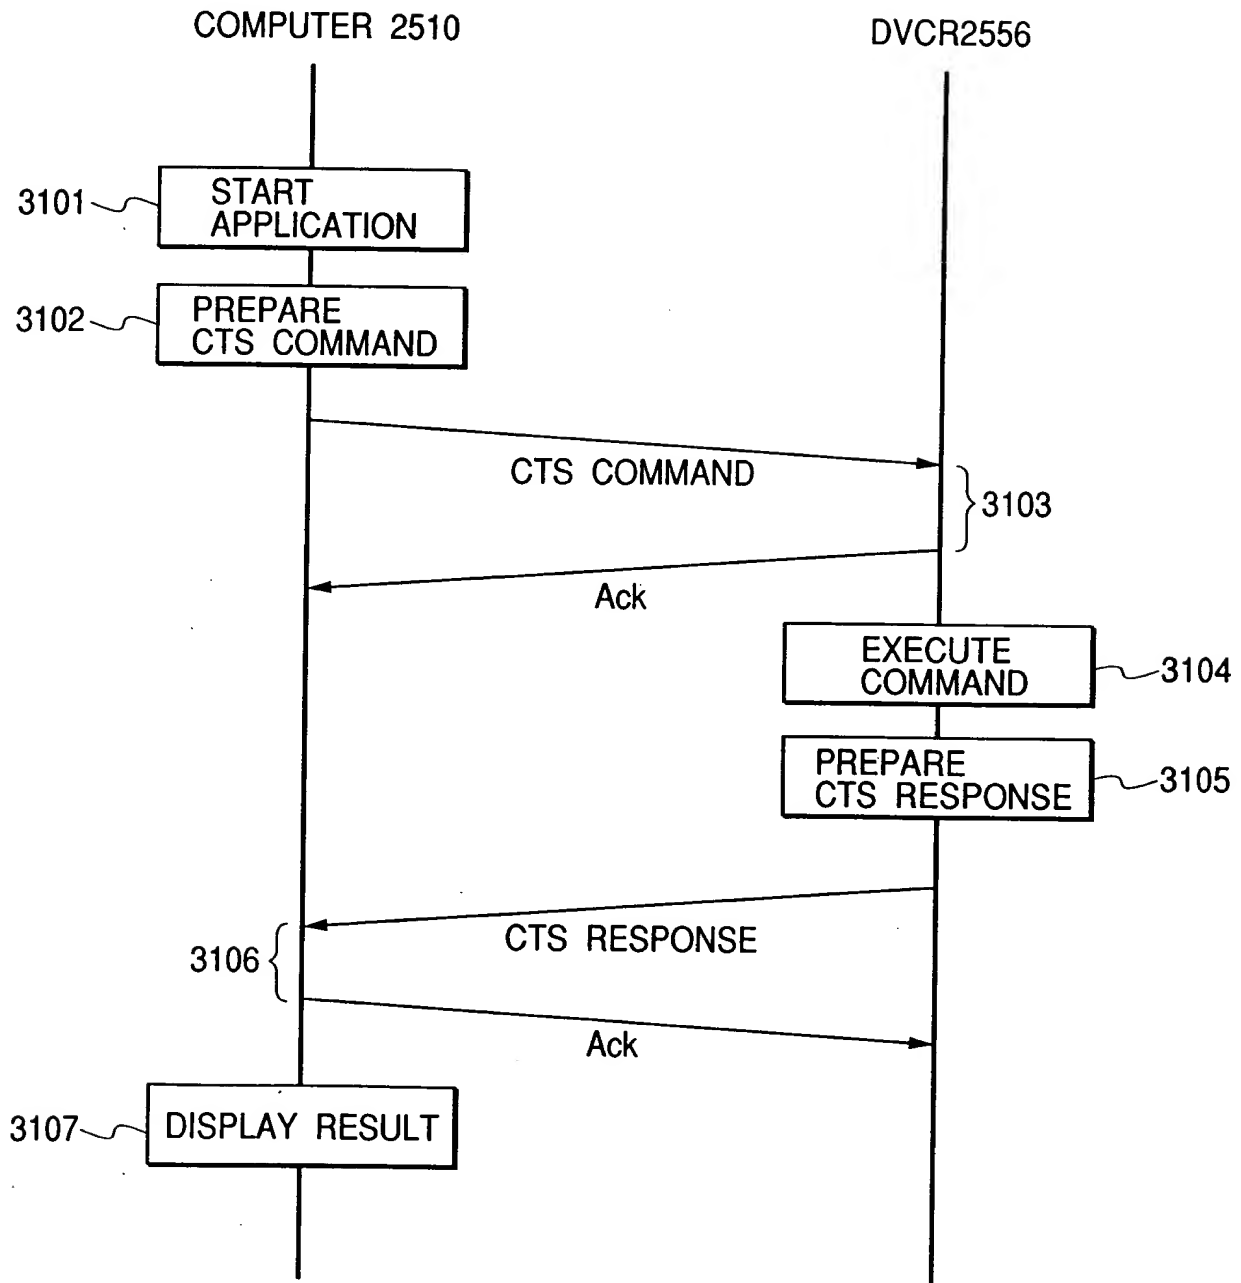 COMPUTER 2510
DVCR2556
3101
START
APPLICATION
3102
PREPARE
CTS COMMAND
CTS COMMAND
3103
Ack
EXECUTE
COMMAND
3104
PREPARE
CTS RESPONSE
3105
CTS RESPONSE
3106
Ack
3107
DISPLAY RESULT